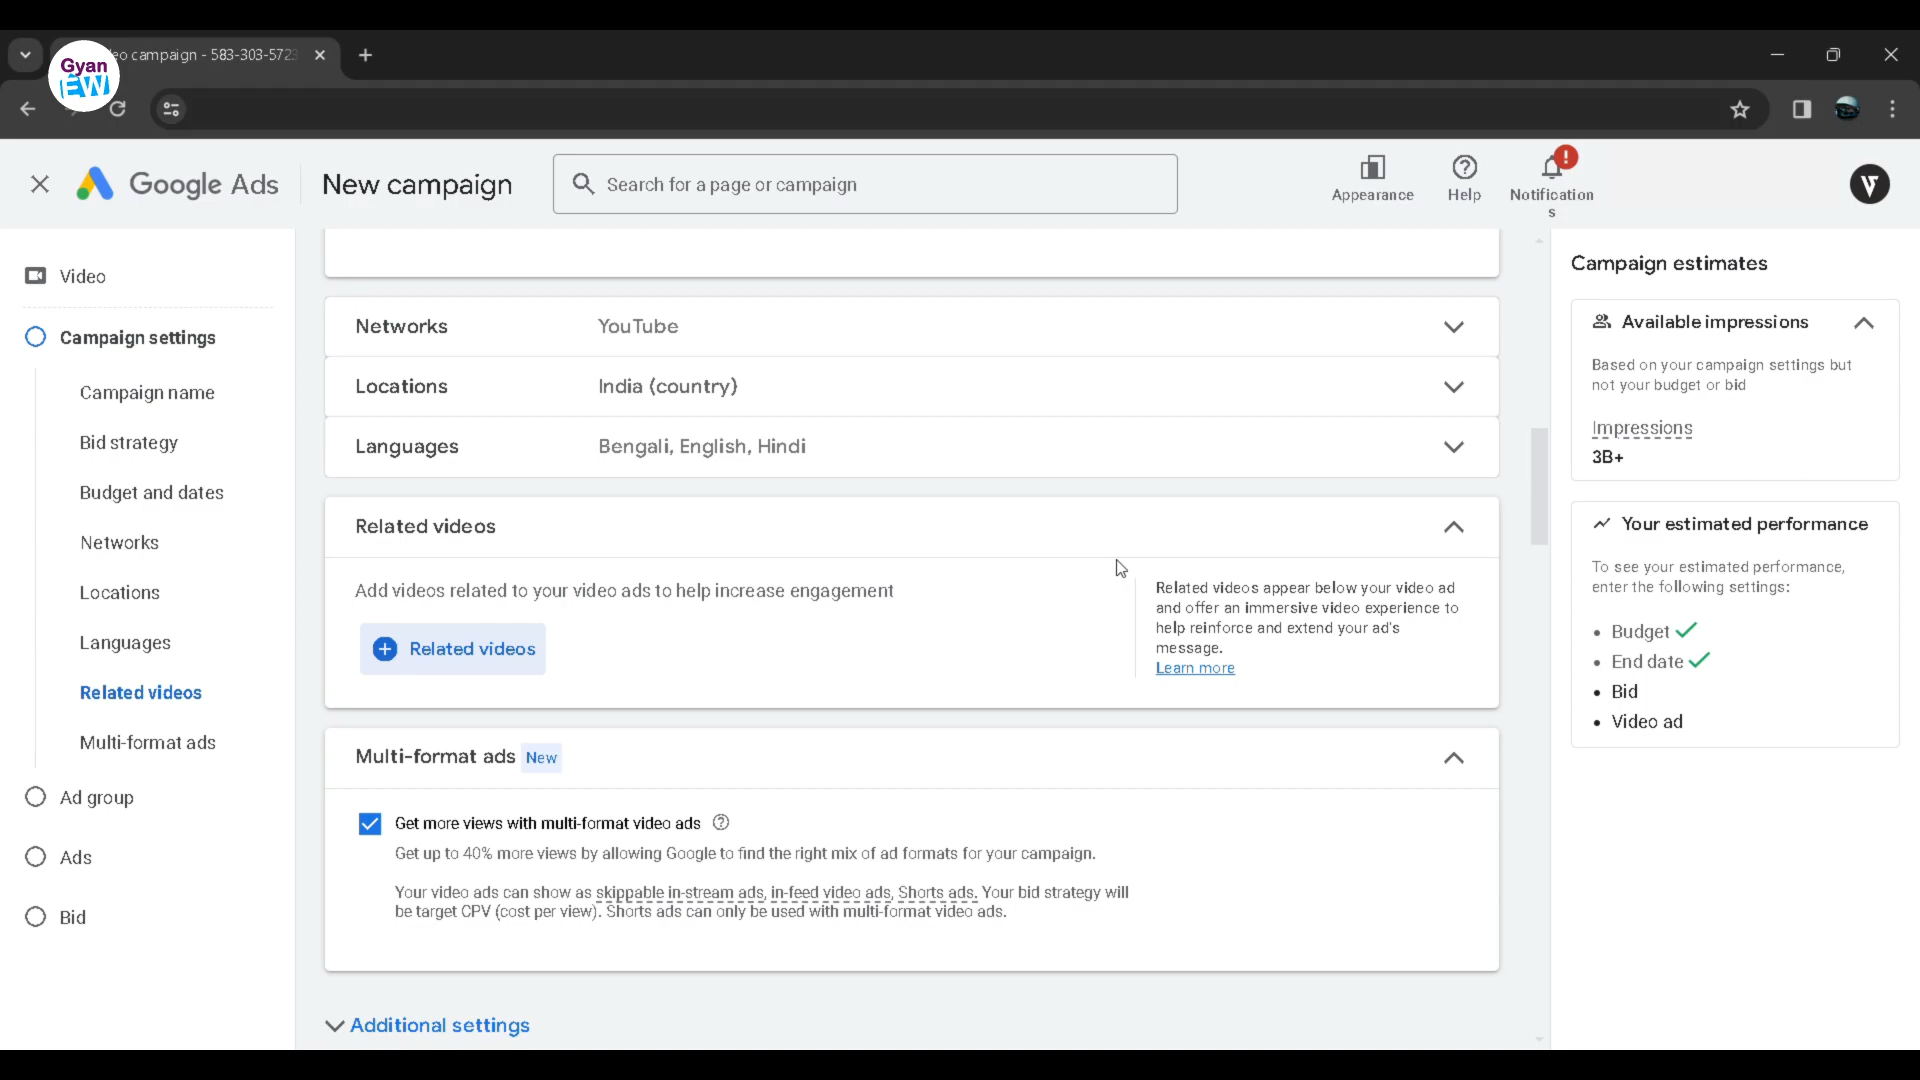 eo campaign - 583-303-5723
Gyan
EW
Google Ads
New campaign
Search for a page or campaign
Appearance
Help
Notification
s
Video
Campaign settings
Campaign name
Bid strategy
Budget and dates
Networks
Locations
Languages
Related videos
Multi-format ads
Ad group
Ads
Bid
Networks YouTube
Locations India (country)
Languages Bengali, English, Hindi
Related videos
Add videos related to your video ads to help increase engagement
Related videos
Related videos appear below your video ad
and offer an immersive video experience to
help reinforce and extend your ad's
message.
Learn more
Multi-format ads New
Get more views with multi-format video ads
Get up to 40% more views by allowing Google to find the right mix of ad formats for your campaign.
Your video ads can show as skippable in-stream ads, in-feed video ads, Shorts ads. Your bid strategy will
be target CPV (cost per view). Shorts ads can only be used with multi-format video ads.
Additional settings
Campaign estimates
Available impressions
Based on your campaign settings but
not your budget or bid
Impressions
3B+
Your estimated performance
To see your estimated performance,
enter the following settings:
Budget
End date
Bid
Video ad